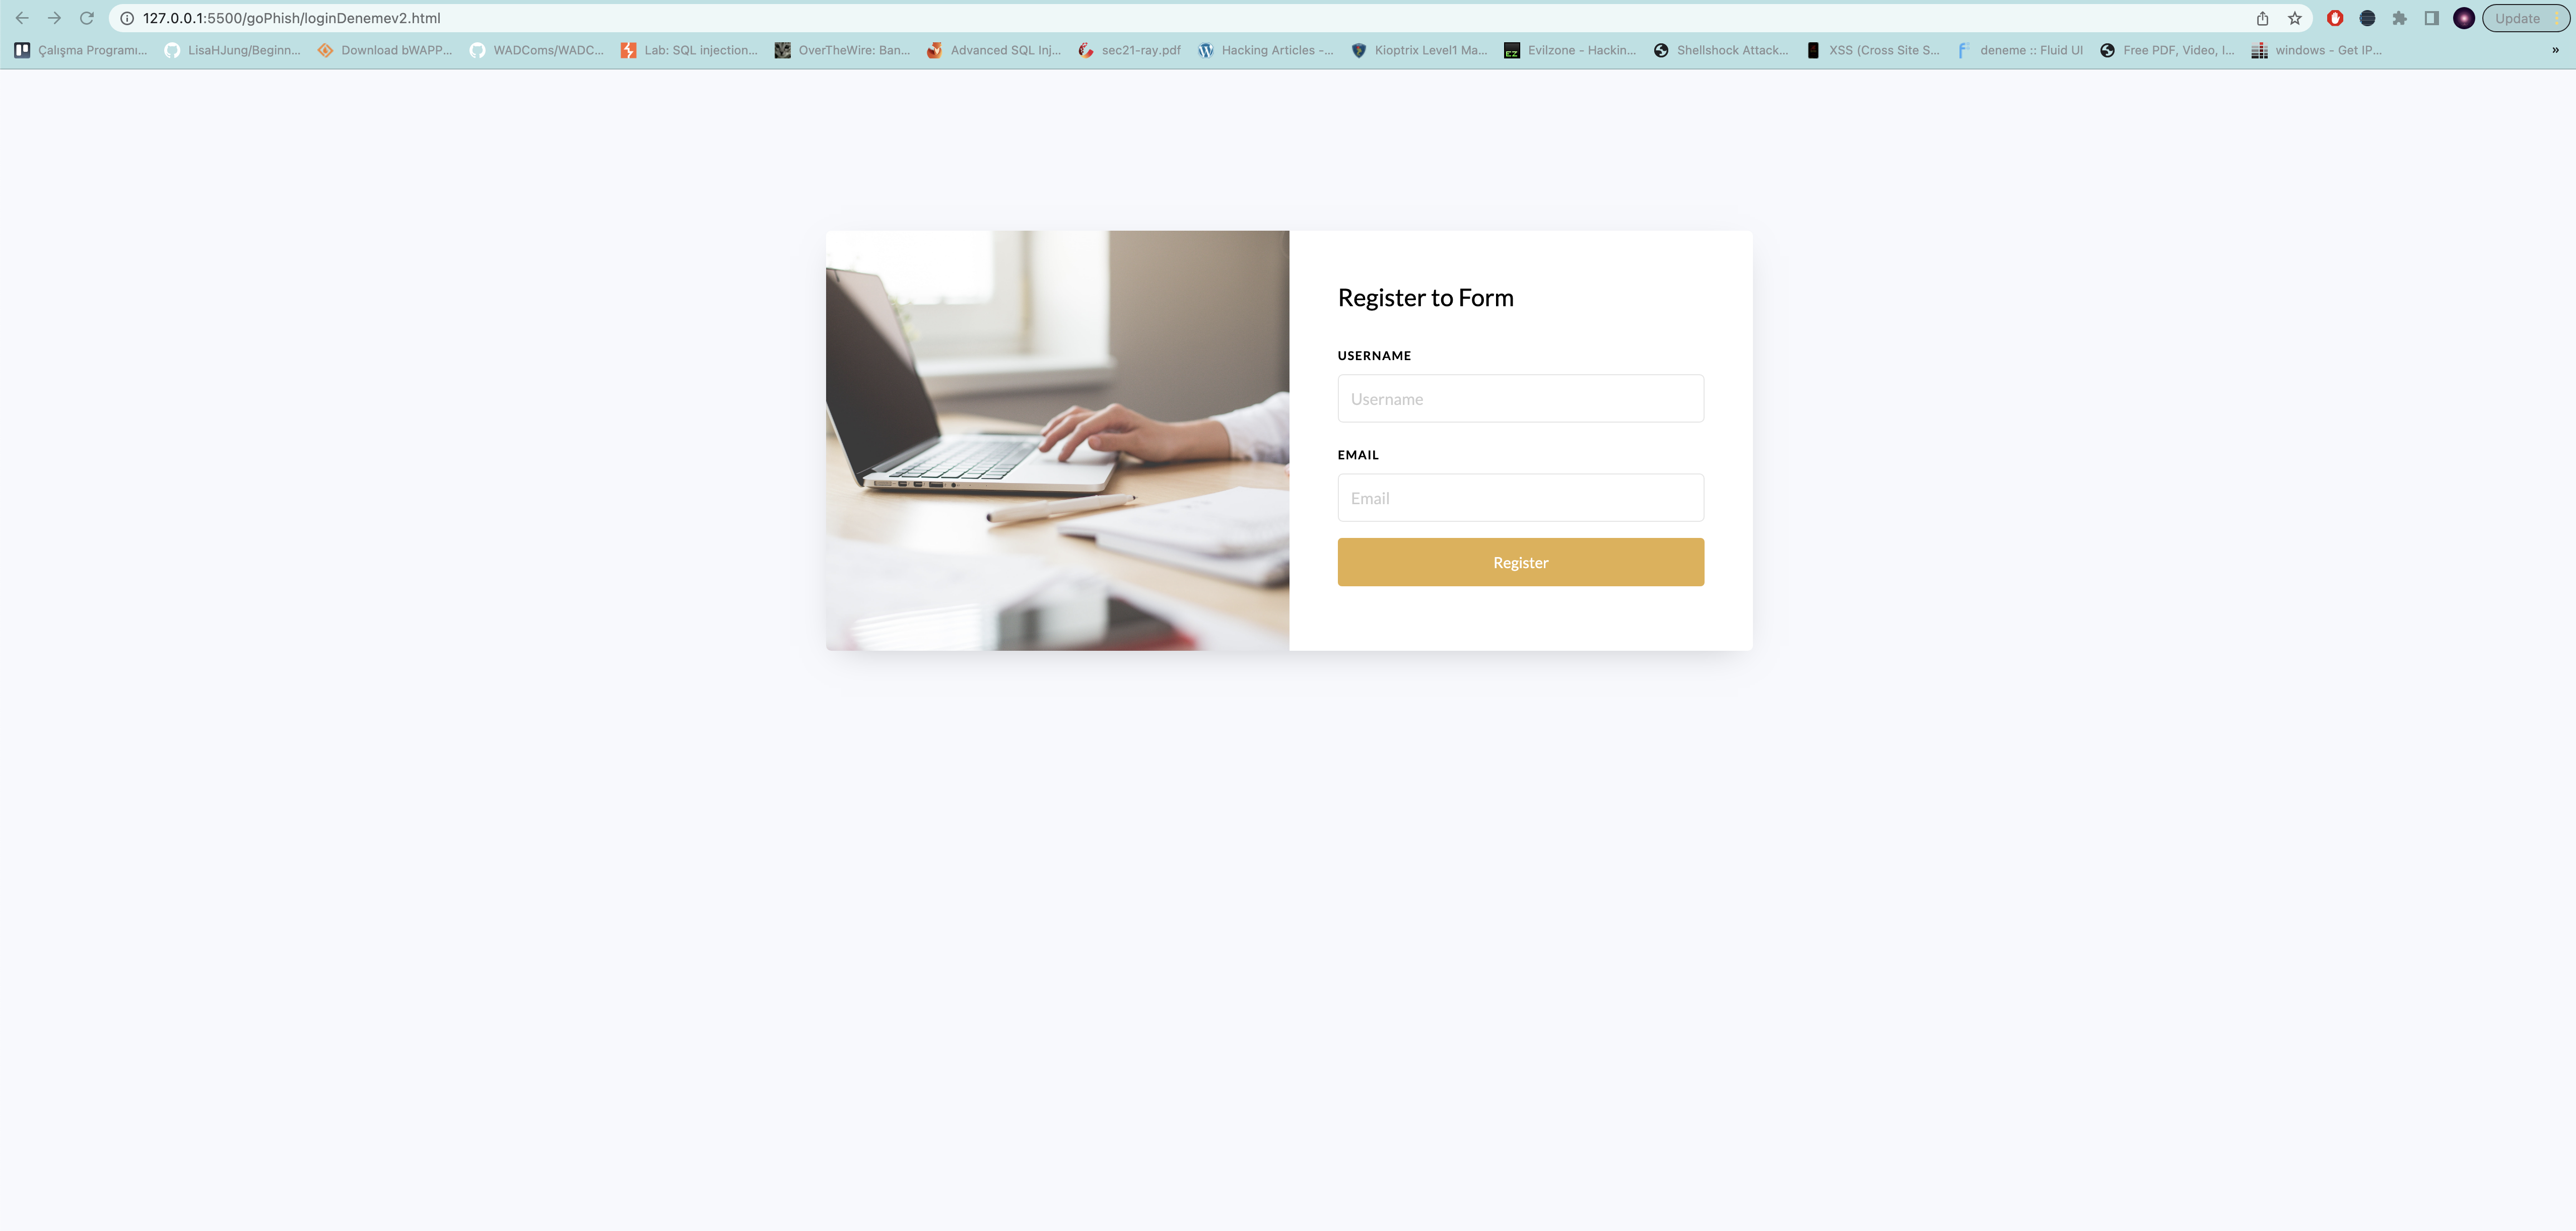 127.0.0.1:5500/goPhish/loginDenemev2.html
Update
Çalışma Programı... LisaHJung/Beginn... Download bWAPP... WADComs/WADC... Lab: SQL injection... OverTheWire: Ban... Advanced SQL Inj... sec21-ray.pdf Hacking Articles -... Kioptrix Level1 Ma... EZ Evilzone - Hackin... Shellshock Attack... XSS (Cross Site S... deneme :: Fluid UI Free PDF, Video, I... windows - Get IP... »
Register to Form
USERNAME
Username
EMAIL
Email
Register